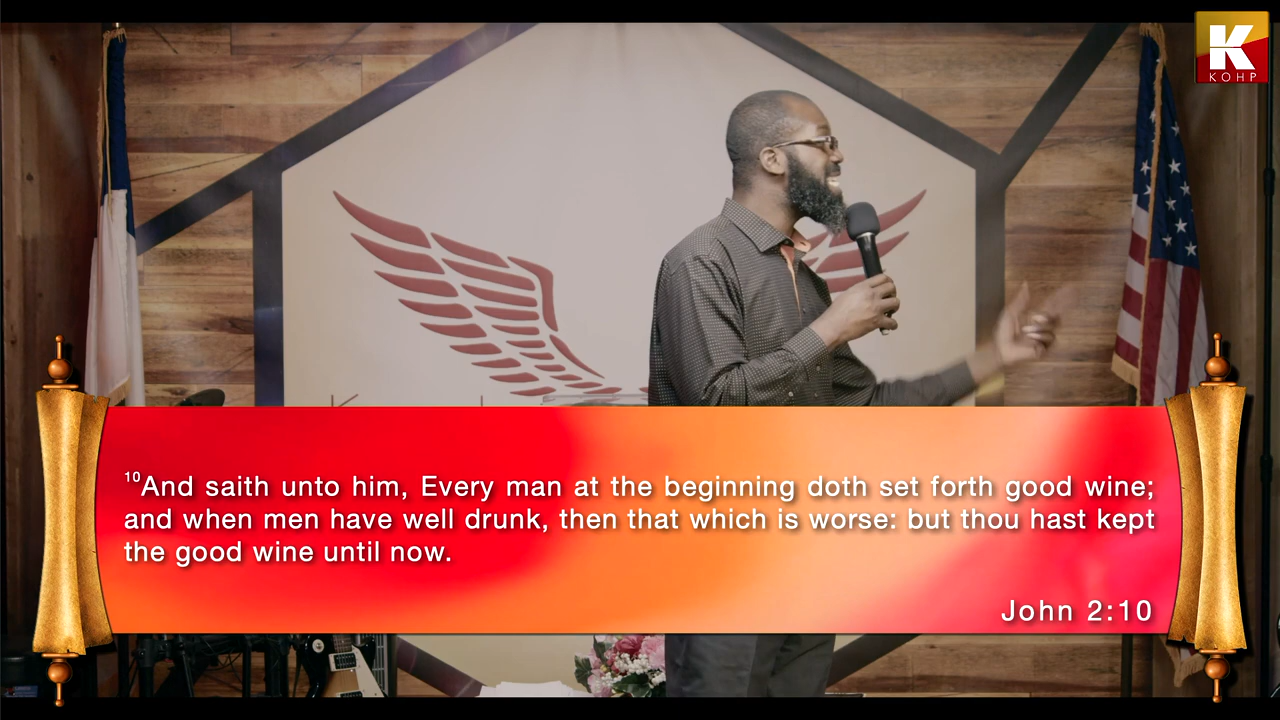 K
KOHP
¹⁰And saith unto him, Every man at the beginning doth set forth good wine;
and when men have well drunk, then that which is worse: but thou hast kept
the good wine until now.
John 2:10